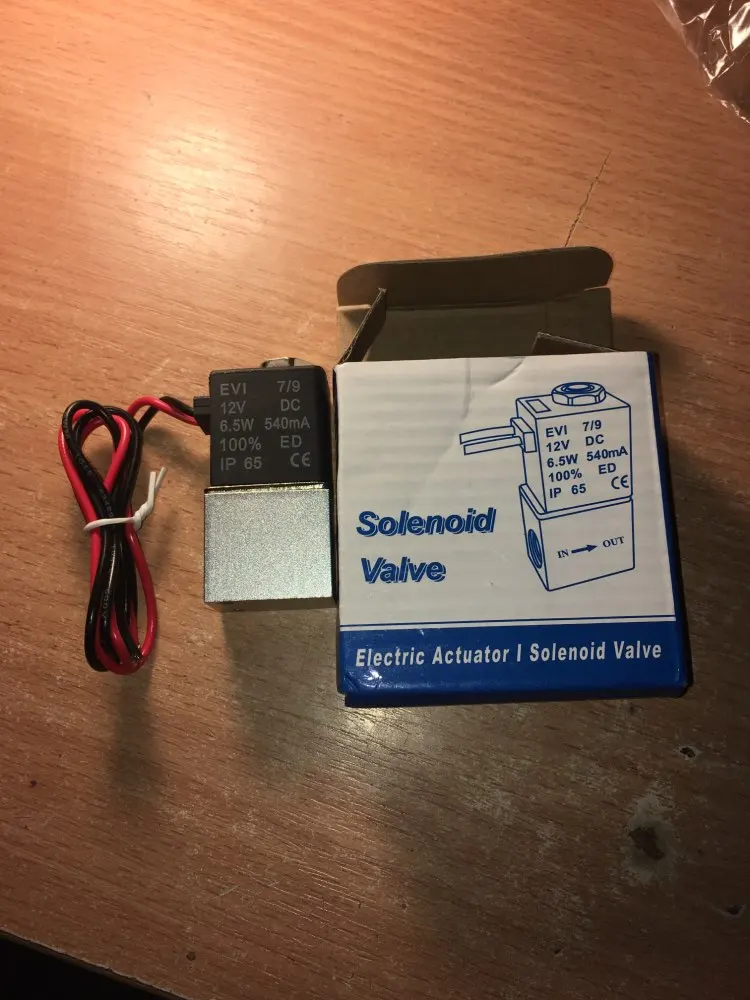 EVI 7/9
12V DC
6.5W 540mA
100% ED
IP 65 CE
EVI 7/9
12V DC
6.5W 540mA
100% ED
IP 65 CE
IN OUT
Solenoid
Valve
Electric Actuator I Solenoid Valve